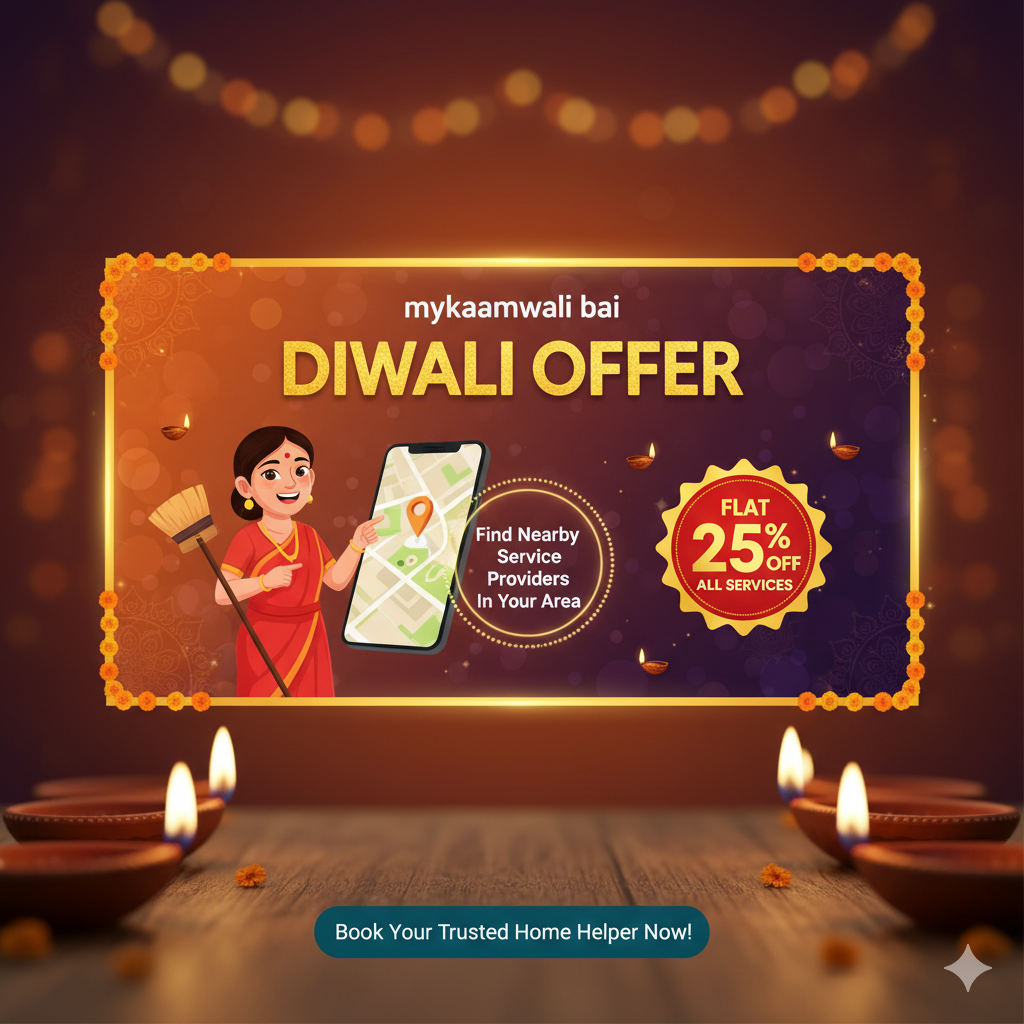 mykaamwali bai
DIWALI OFFER
Find Nearby
Service
Providers
In Your Area
FLAT
25%
OFF
ALL SERVICES
Book Your Trusted Home Helper Now!